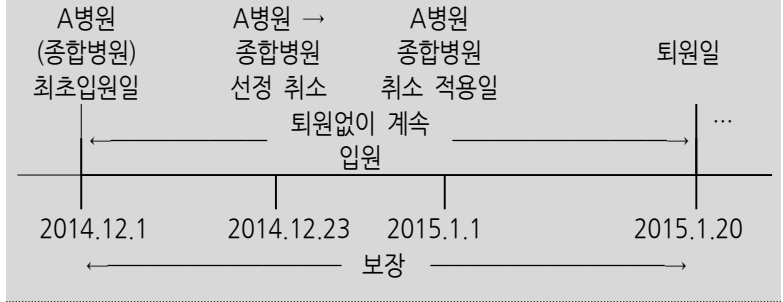 A병원 A병원 → A병원
(종합병원) 종합병원 종합병원 퇴원일
최초입원일 선정 취소 취소 적용일
퇴원없이 계속 …
입원
2014.12.1 2014.12.23 2015.1.1 2015.1.20
보장